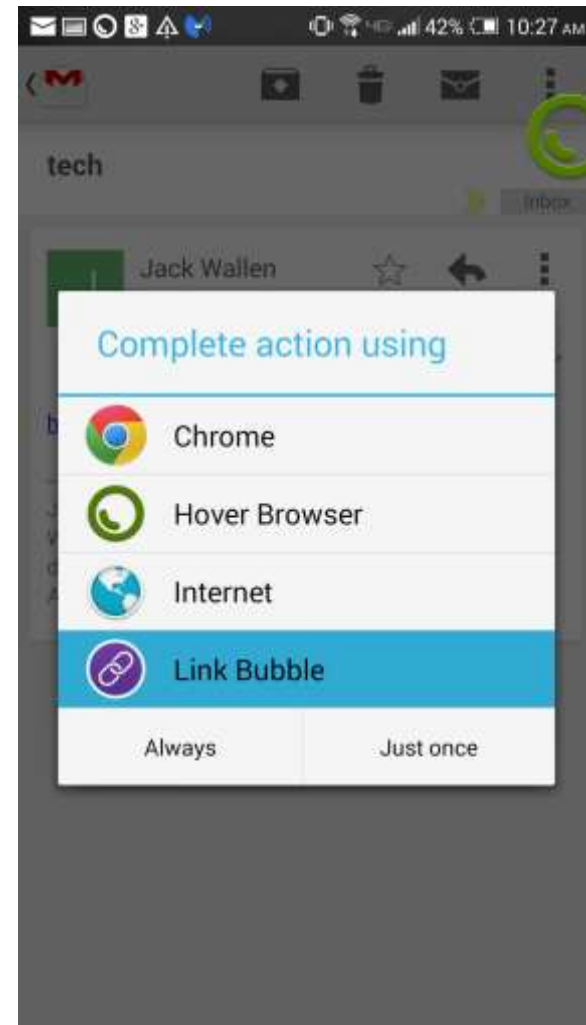 42% 10:27 AM
tech
Inbox
Jack Wallen
Complete action using
Chrome
Hover Browser
Internet
Link Bubble
Always Just once